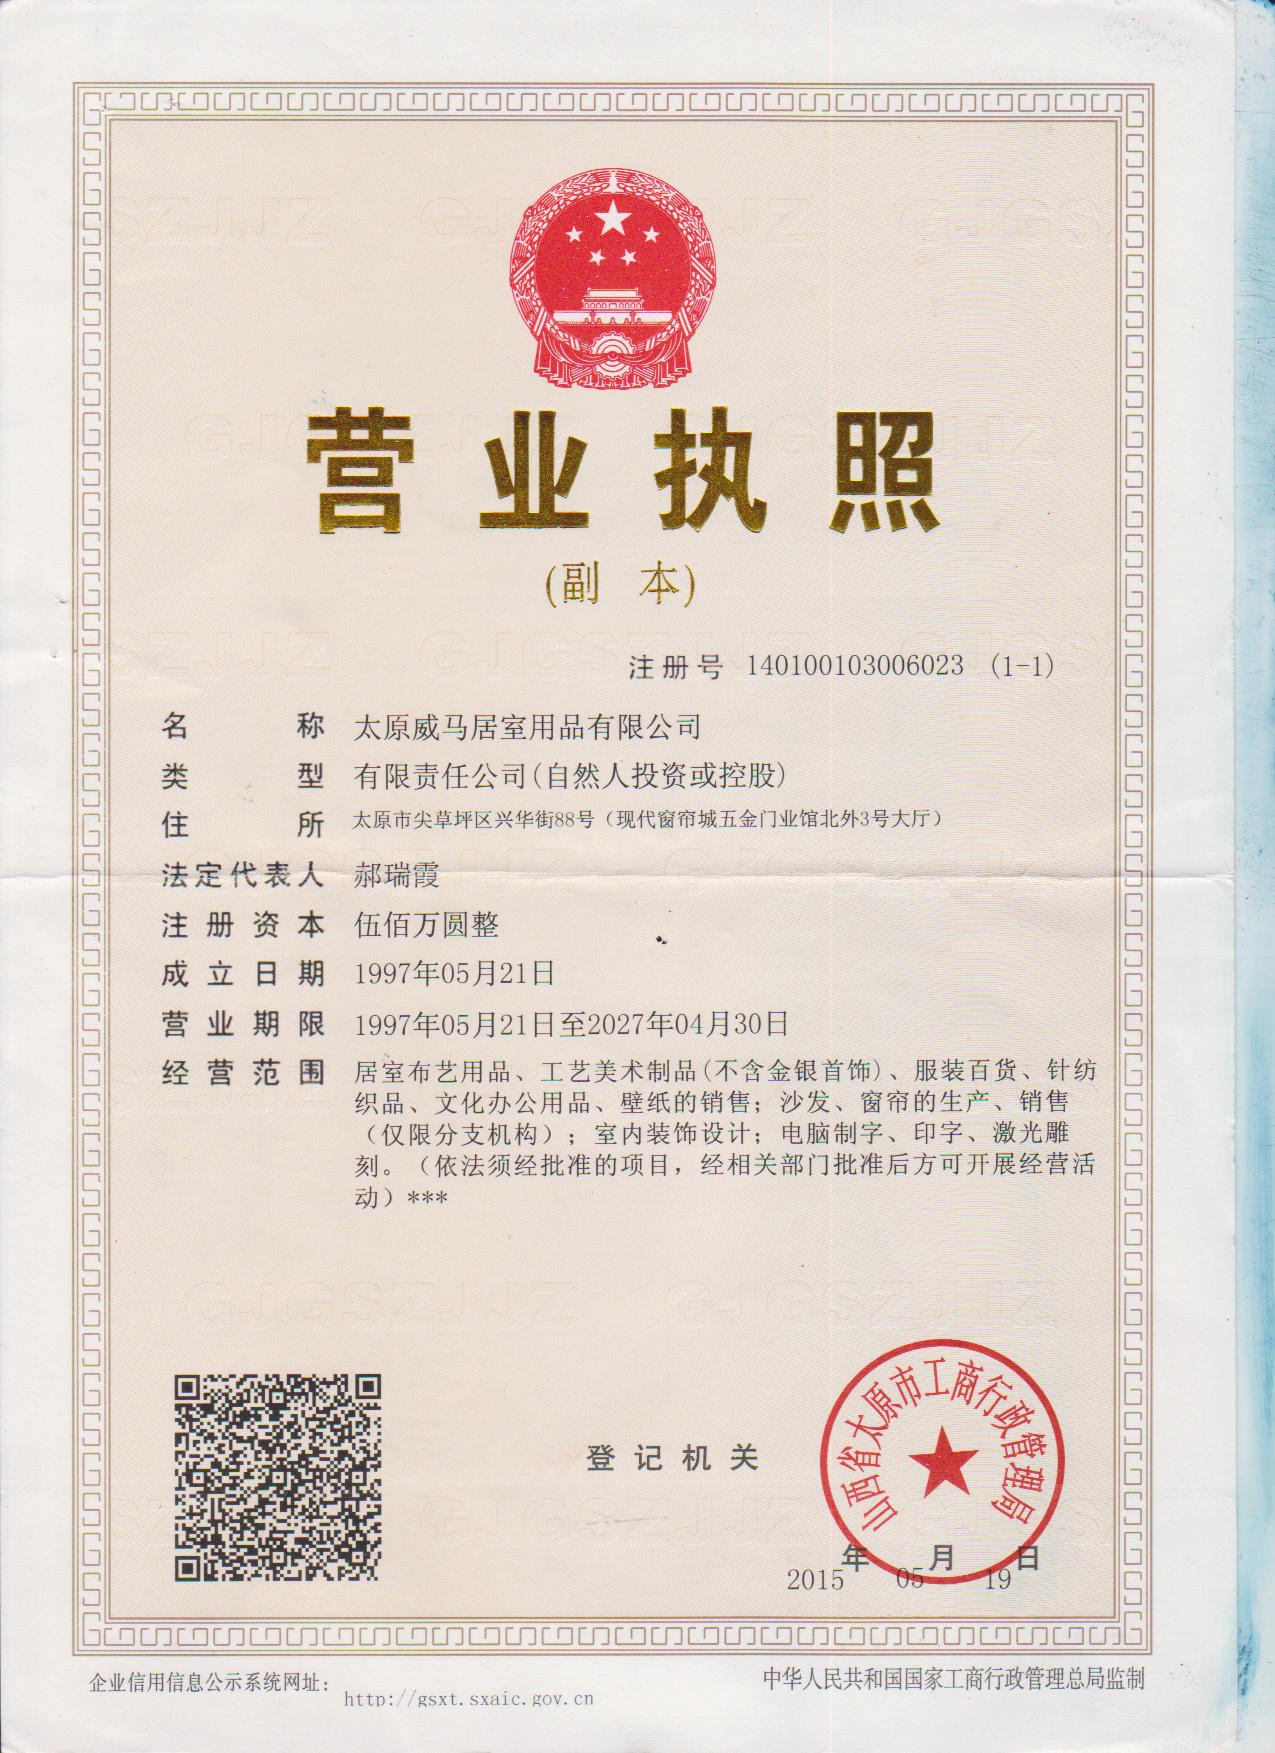 营业执照
(副 本)
注册号 140100103006023 (1-1)
名称 太原威马居室用品有限公司
类型 有限责任公司(自然人投资或控股)
住所 太原市尖草坪区兴华街88号（现代窗帘城五金门业馆北外3号大厅）
法定代表人 郝瑞霞
注册资本 伍佰万圆整
成立日期 1997年05月21日
营业期限 1997年05月21日至2027年04月30日
经营范围 居室布艺用品、工艺美术制品(不含金银首饰)、服装百货、针纺
织品、文化办公用品、壁纸的销售；沙发、窗帘的生产、销售
（仅限分支机构）；室内装饰设计；电脑制字、印字、激光雕
刻。（依法须经批准的项目，经相关部门批准后方可开展经营活
动）***
登记机关
山西省太原市工商行政管理局
年 月 日
2015 05 19
企业信用信息公示系统网址：
http://gsxt.sxaic.gov.cn
中华人民共和国国家工商行政管理总局监制